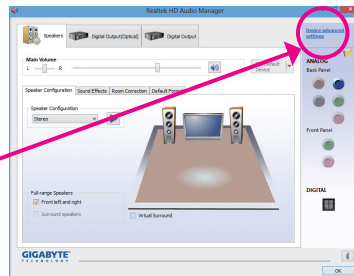 Realtek HD Audio Manager
Speakers
Digital Output(Optical)
Digital Output
Device advanced
settings
Main Volume
L
R
Device
ANALOG
Back Panel
Speaker Configuration
Sound Effects
Room Correction
Default Format
Speaker Configuration
Stereo
Front Panel
Full-range Speakers
Front left and right
Surround speakers
Virtual Surround
DIGITAL
GIGABYTE
TECHNOLOGY
OK